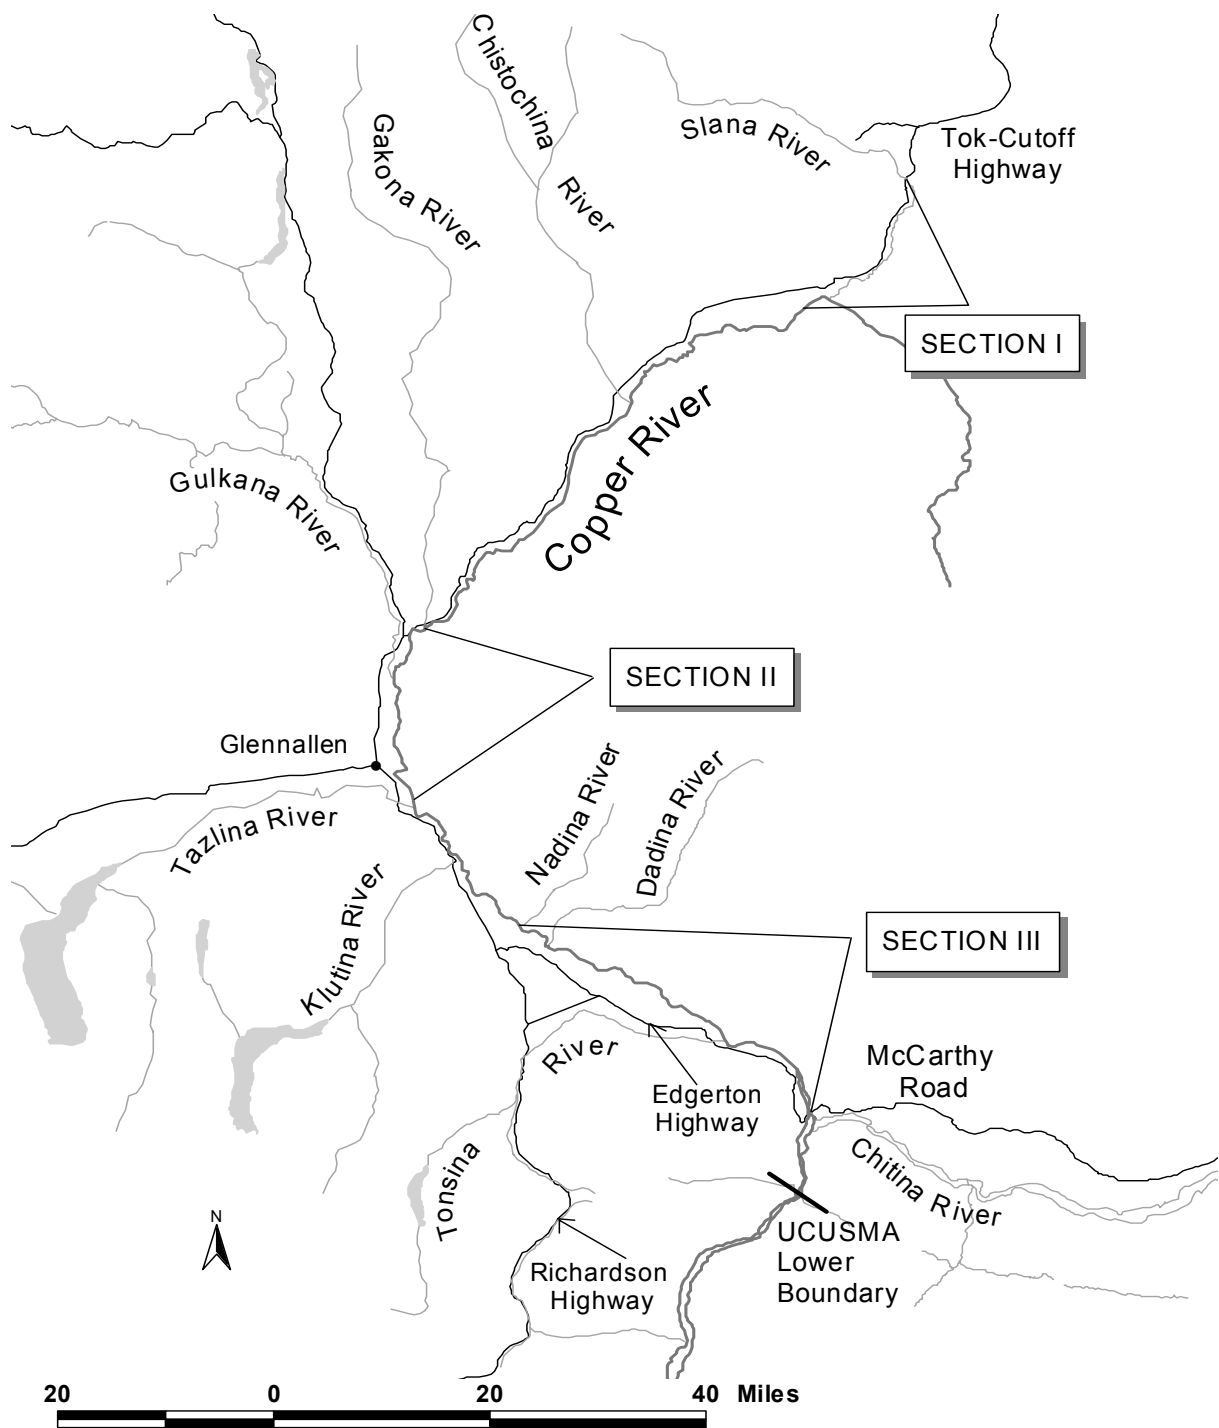 Chistochina
River
Gakona River
Slana River
Tok-Cutoff
Highway
SECTION I
Copper River
Gulkana River
SECTION II
Glennallen
Nadina River
Dadina River
Tazlina River
Klutina River
SECTION III
River
McCarthy
Road
Edgerton
Highway
Tonsina
Chitina River
N
UCUSMA
Lower
Boundary
Richardson
Highway
20 0 20 40 Miles